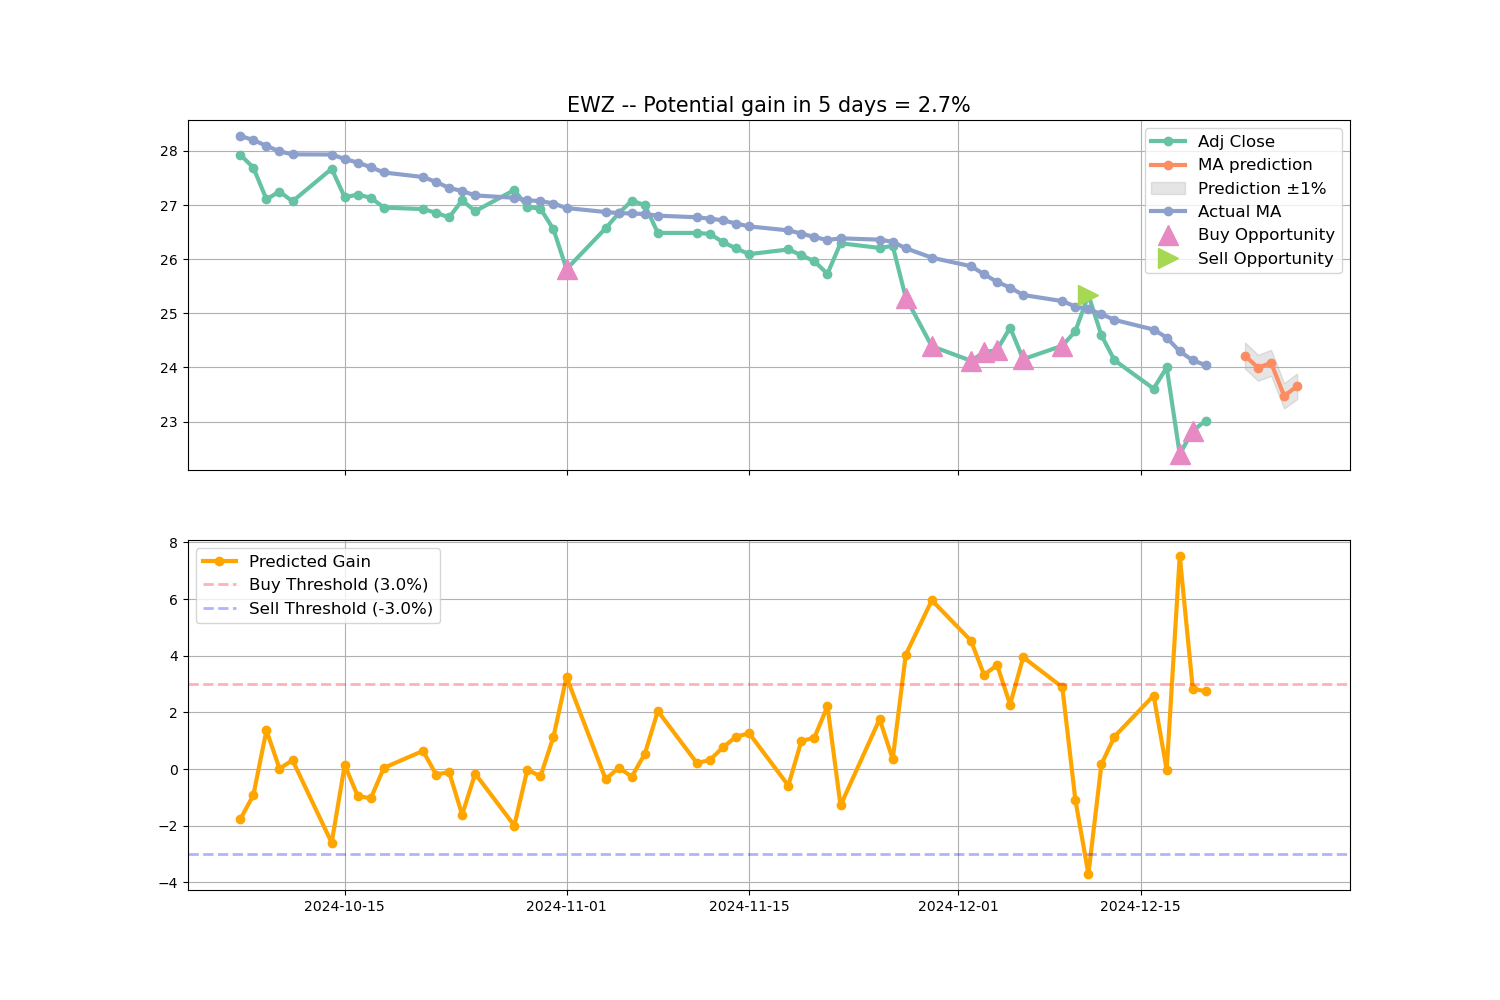 EWZ -- Potential gain in 5 days = 2.7%
28
27
26
25
24
23
Adj Close
MA prediction
Prediction ±1%
Actual MA
Buy Opportunity
Sell Opportunity
8
6
4
2
0
−2
−4
Predicted Gain
Buy Threshold (3.0%)
Sell Threshold (-3.0%)
2024-10-15
2024-11-01
2024-11-15
2024-12-01
2024-12-15